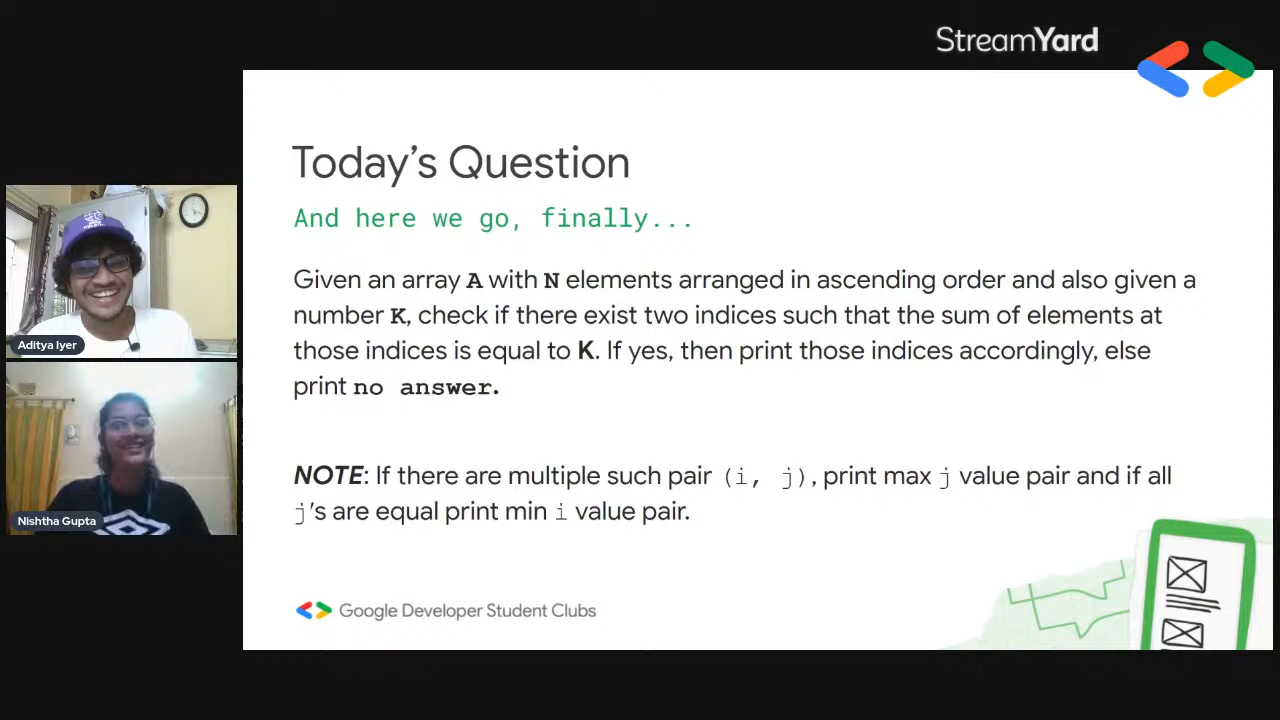 StreamYard
Today's Question
And here we go, finally...
Given an array A with N elements arranged in ascending order and also given a
number K, check if there exist two indices such that the sum of elements at
those indices is equal to K. If yes, then print those indices accordingly, else
print no answer.
NOTE: If there are multiple such pair (i, j), print max j value pair and if all
j's are equal print min i value pair.
Google Developer Student Clubs
Aditya Iyer
Nishtha Gupta